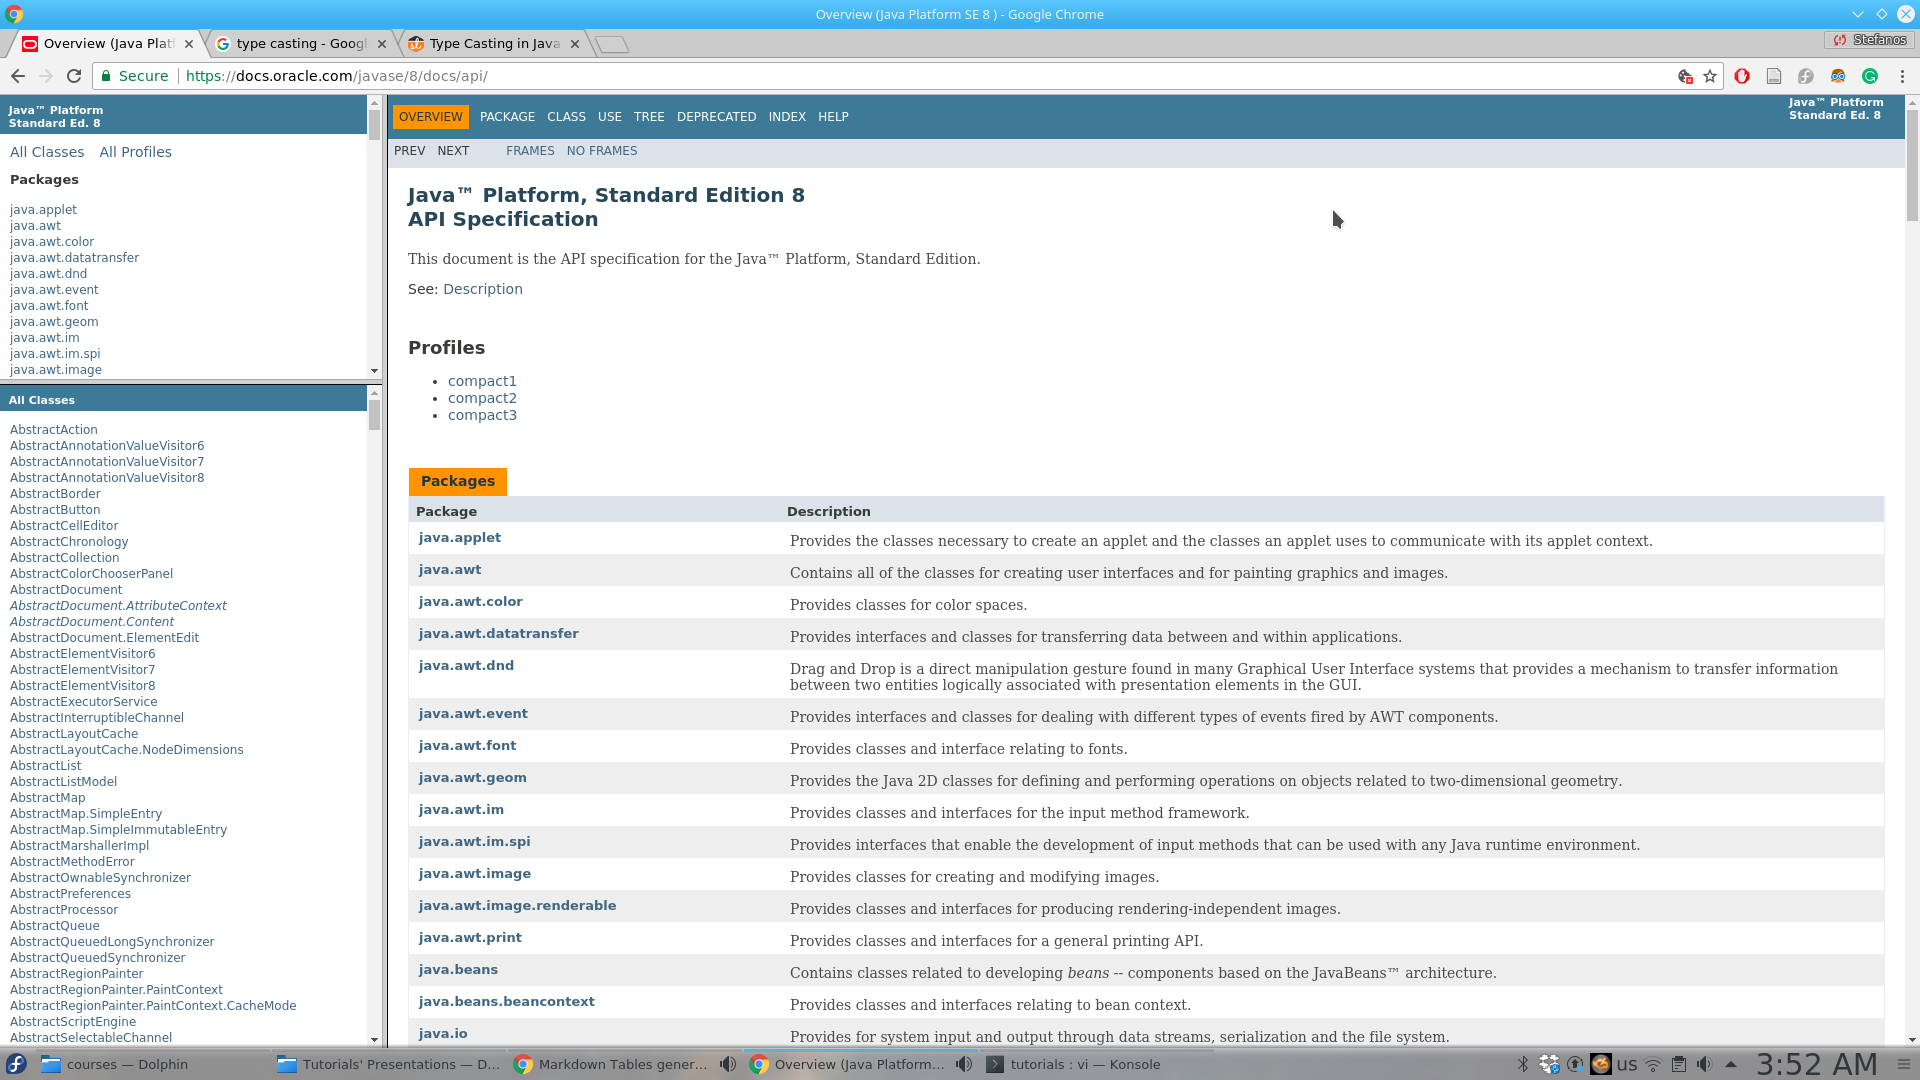 Overview (Java Platform SE 8 ) - Google Chrome
Overview (Java Plat
type casting - Goog
Type Casting in Java
Stefanos
Secure
https://docs.oracle.com/javase/8/docs/api/
Java™ Platform
Standard Ed. 8
All Classes All Profiles
Packages
java.applet
java.awt
java.awt.color
java.awt.datatransfer
java.awt.dnd
java.awt.event
java.awt.font
java.awt.geom
java.awt.im
java.awt.im.spi
java.awt.image
All Classes
AbstractAction
AbstractAnnotationValueVisitor6
AbstractAnnotationValueVisitor7
AbstractAnnotationValueVisitor8
AbstractBorder
AbstractButton
AbstractCellEditor
AbstractChronology
AbstractCollection
AbstractColorChooserPanel
AbstractDocument
AbstractDocument.AttributeContext
AbstractDocument.Content
AbstractDocument.ElementEdit
AbstractElementVisitor6
AbstractElementVisitor7
AbstractElementVisitor8
AbstractExecutorService
AbstractInterruptibleChannel
AbstractLayoutCache
AbstractLayoutCache.NodeDimensions
AbstractList
AbstractListModel
AbstractMap
AbstractMap.SimpleEntry
AbstractMap.SimpleImmutableEntry
AbstractMarshallerImpl
AbstractMethodError
AbstractOwnableSynchronizer
AbstractPreferences
AbstractProcessor
AbstractQueue
AbstractQueuedLongSynchronizer
AbstractQueuedSynchronizer
AbstractRegionPainter
AbstractRegionPainter.PaintContext
AbstractRegionPainter.PaintContext.CacheMode
AbstractScriptEngine
AbstractSelectableChannel
OVERVIEW PACKAGE CLASS USE TREE DEPRECATED INDEX HELP
Java™ Platform
Standard Ed. 8
PREV NEXT FRAMES NO FRAMES
Java™ Platform, Standard Edition 8
API Specification
This document is the API specification for the Java™ Platform, Standard Edition.
See: Description
Profiles
• compact1
• compact2
• compact3
Packages
Package Description
java.applet Provides the classes necessary to create an applet and the classes an applet uses to communicate with its applet context.
java.awt Contains all of the classes for creating user interfaces and for painting graphics and images.
java.awt.color Provides classes for color spaces.
java.awt.datatransfer Provides interfaces and classes for transferring data between and within applications.
java.awt.dnd Drag and Drop is a direct manipulation gesture found in many Graphical User Interface systems that provides a mechanism to transfer information
between two entities logically associated with presentation elements in the GUI.
java.awt.event Provides interfaces and classes for dealing with different types of events fired by AWT components.
java.awt.font Provides classes and interface relating to fonts.
java.awt.geom Provides the Java 2D classes for defining and performing operations on objects related to two-dimensional geometry.
java.awt.im Provides classes and interfaces for the input method framework.
java.awt.im.spi Provides interfaces that enable the development of input methods that can be used with any Java runtime environment.
java.awt.image Provides classes for creating and modifying images.
java.awt.image.renderable Provides classes and interfaces for producing rendering-independent images.
java.awt.print Provides classes and interfaces for a general printing API.
java.beans Contains classes related to developing beans -- components based on the JavaBeans™ architecture.
java.beans.beancontext Provides classes and interfaces relating to bean context.
java.io Provides for system input and output through data streams, serialization and the file system.
courses — Dolphin
Tutorials' Presentations — D...
Markdown Tables gener...
Overview (Java Platform...
tutorials : vi — Konsole
us
3:52 AM